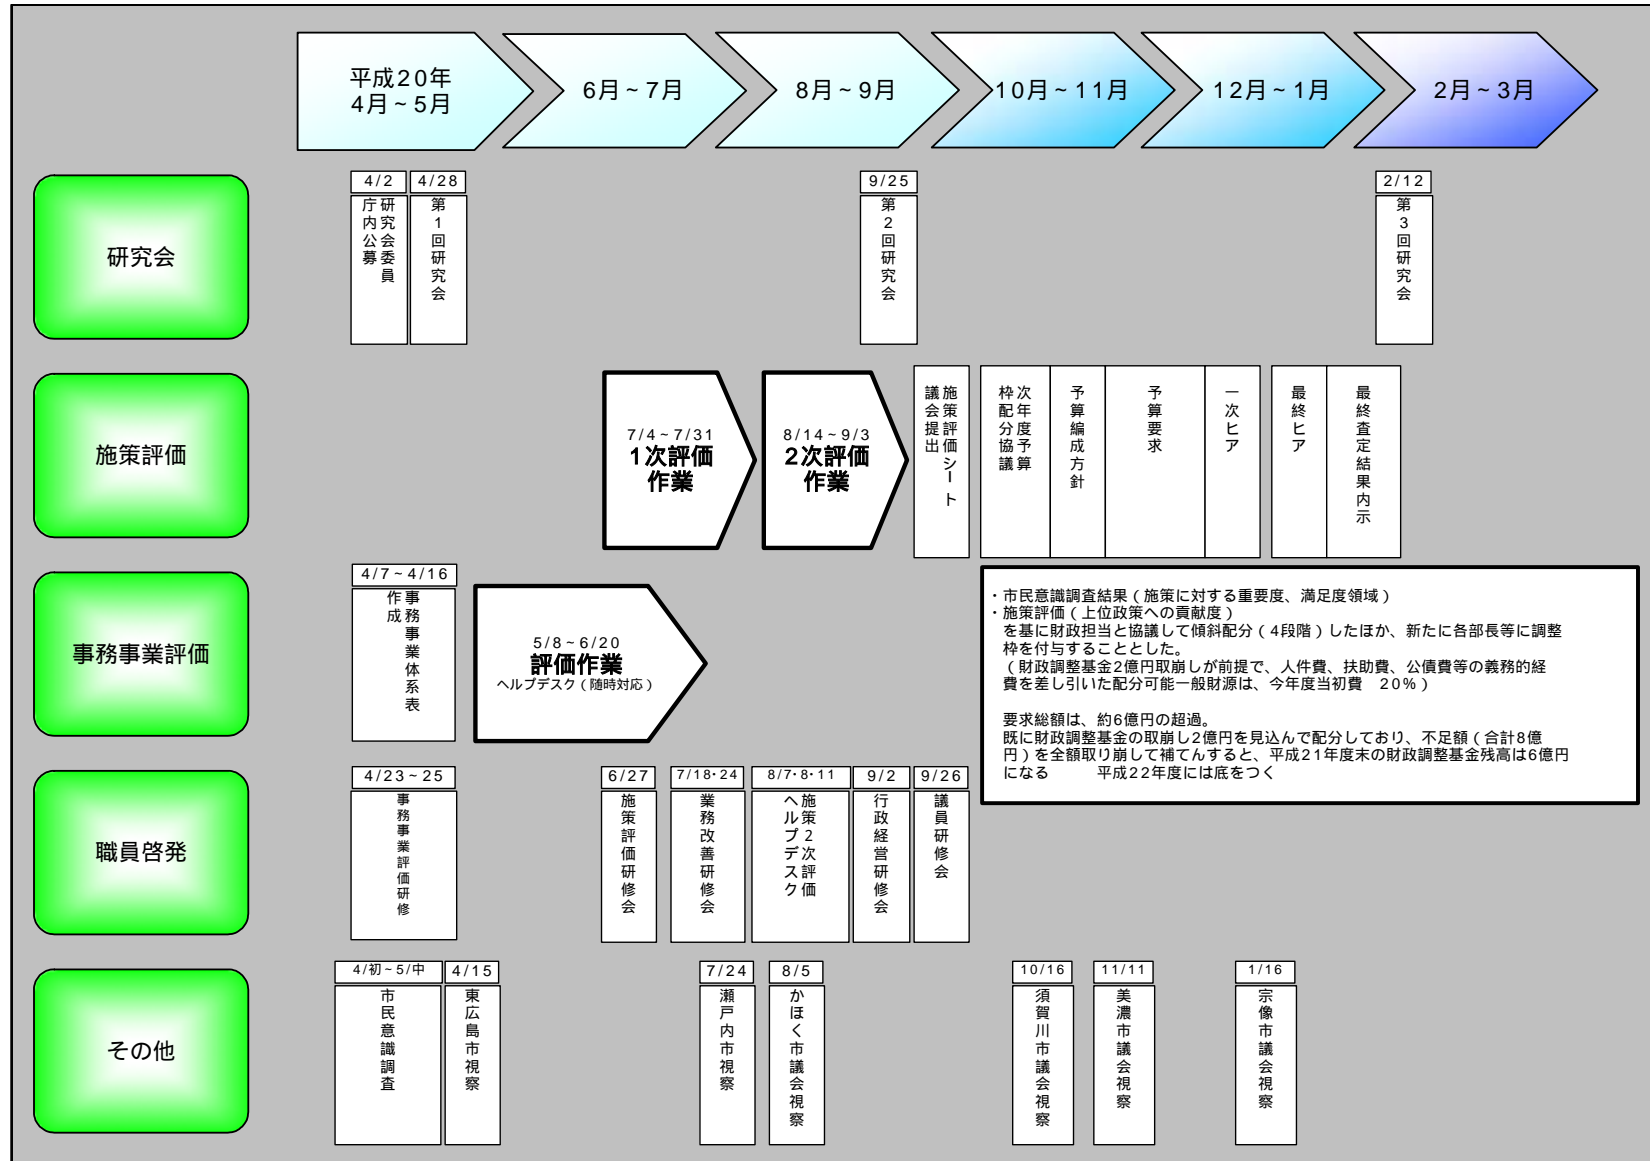 平成20年
4月～5月
6月～7月
8月～9月
10月～11月
12月～1月
2月～3月
研究会
4/2
研究会委員
庁内公募
4/28
第1回研究会
9/25
第2回研究会
2/12
第3回研究会
施策評価
7/4～7/31
1次評価
作業
8/14～9/3
2次評価
作業
施策評価シート
議会提出
次年度予算
枠配分協議
予算編成方針
予算要求
一次ヒア
最終ヒア
最終査定結果内示
事務事業評価
4/7～4/16
事務事業体系表
作成
5/8～6/20
評価作業
ヘルプデスク（随時対応）
・市民意識調査結果（施策に対する重要度、満足度領域）
・施策評価（上位政策への貢献度）
を基に財政担当と協議して傾斜配分（4段階）したほか、新たに各部長等に調整
枠を付与することとした。
（財政調整基金2億円取崩しが前提で、人件費、扶助費、公債費等の義務的経
費を差し引いた配分可能一般財源は、今年度当初費　20％）
要求総額は、約6億円の超過。
既に財政調整基金の取崩し2億円を見込んで配分しており、不足額（合計8億
円）を全額取り崩して補てんすると、平成21年度末の財政調整基金残高は6億円
になる　　平成22年度には底をつく
職員啓発
4/23～25
事務事業評価研修
6/27
施策評価研修会
7/18・24
業務改善研修会
8/7・8・11
施策2次評価
ヘルプデスク
9/2
行政経営研修会
9/26
議員研修会
その他
4/初～5/中
市民意識調査
4/15
東広島市視察
7/24
瀬戸内市視察
8/5
かほく市議会視察
10/16
須賀川市議会視察
11/11
美濃市議会視察
1/16
宗像市議会視察